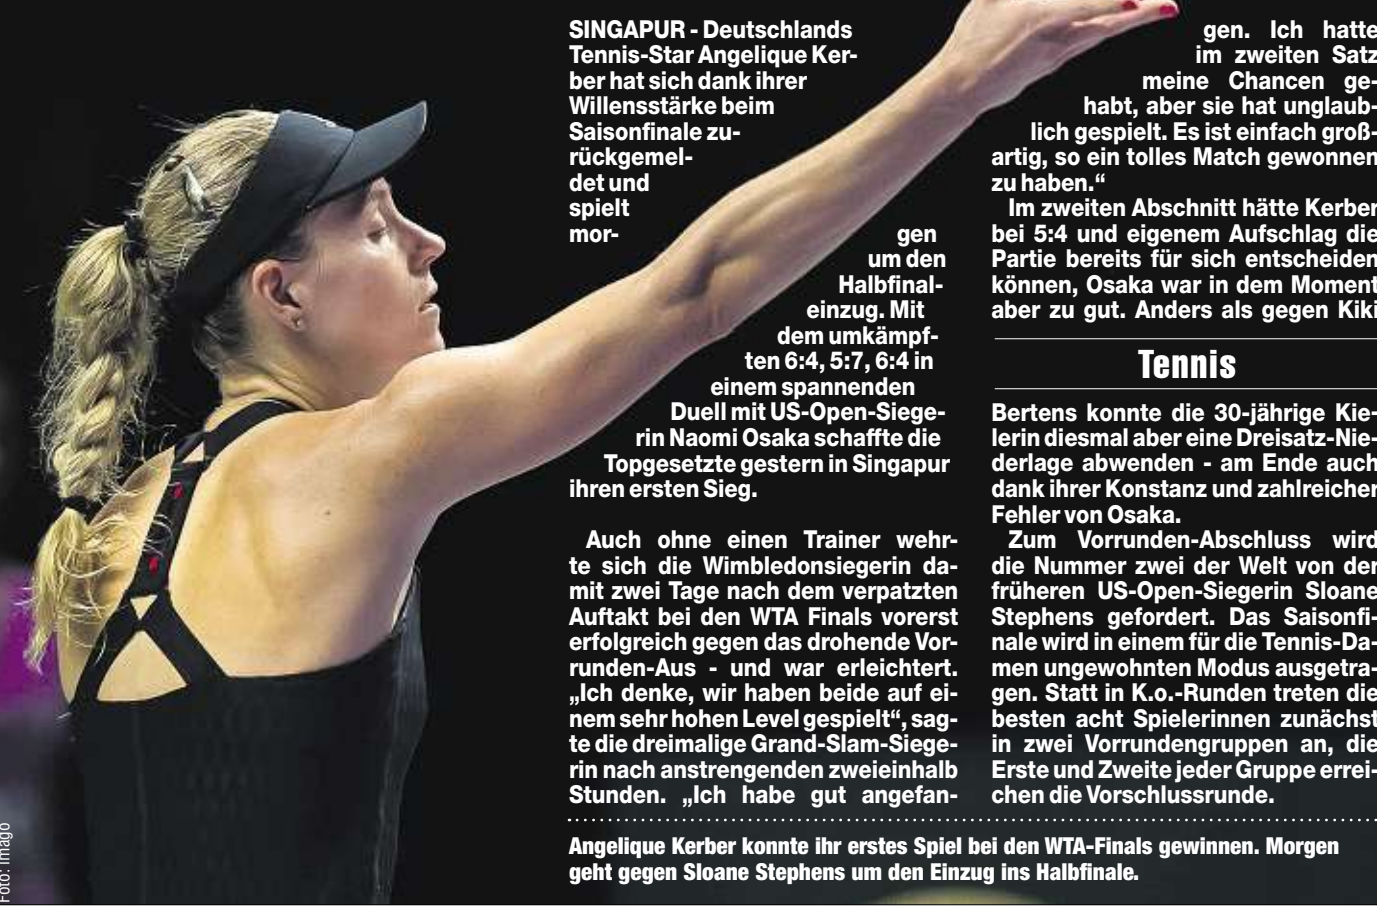 SINGAPUR - Deutschlands
Tennis-Star Angelique Ker-
ber hat sich dank ihrer
Willensstärke beim
Saisonfinale zu-
rückgemel-
det und
spielt
mor-
gen
um den
Halbfinal-
einzug. Mit
dem umkämpf-
ten 6:4, 5:7, 6:4 in
einem spannenden
Duell mit US-Open-Siege-
rin Naomi Osaka schaffte die
Topgesetzte gestern in Singapur
ihren ersten Sieg.
Auch ohne einen Trainer wehr-
te sich die Wimbledonsiegerin da-
mit zwei Tage nach dem verpatzten
Auftakt bei den WTA Finals vorerst
erfolgreich gegen das drohende Vor-
runden-Aus - und war erleichtert.
„Ich denke, wir haben beide auf ei-
nem sehr hohen Level gespielt“, sag-
te die dreimalige Grand-Slam-Siege-
rin nach anstrengenden zweieinhalb
Stunden. „Ich habe gut angefan-
gen. Ich hatte
im zweiten Satz
meine Chancen ge-
habt, aber sie hat unglaub-
lich gespielt. Es ist einfach groß-
artig, so ein tolles Match gewonnen
zu haben.“
Im zweiten Abschnitt hätte Kerber
bei 5:4 und eigenem Aufschlag die
Partie bereits für sich entscheiden
können, Osaka war in dem Moment
aber zu gut. Anders als gegen Kiki
Tennis
Bertens konnte die 30-jährige Kie-
lerin diesmal aber eine Dreisatz-Nie-
derlage abwenden - am Ende auch
dank ihrer Konstanz und zahlreicher
Fehler von Osaka.
Zum Vorrunden-Abschluss wird
die Nummer zwei der Welt von der
früheren US-Open-Siegerin Sloane
Stephens gefordert. Das Saisonfi-
nale wird in einem für die Tennis-Da-
men ungewohnten Modus ausgetra-
gen. Statt in K.o.-Runden treten die
besten acht Spielerinnen zunächst
in zwei Vorrundengruppen an, die
Erste und Zweite jeder Gruppe errei-
chen die Vorschlussrunde.
Angelique Kerber konnte ihr erstes Spiel bei den WTA-Finals gewinnen. Morgen
geht gegen Sloane Stephens um den Einzug ins Halbfinale.
Foto: Imago